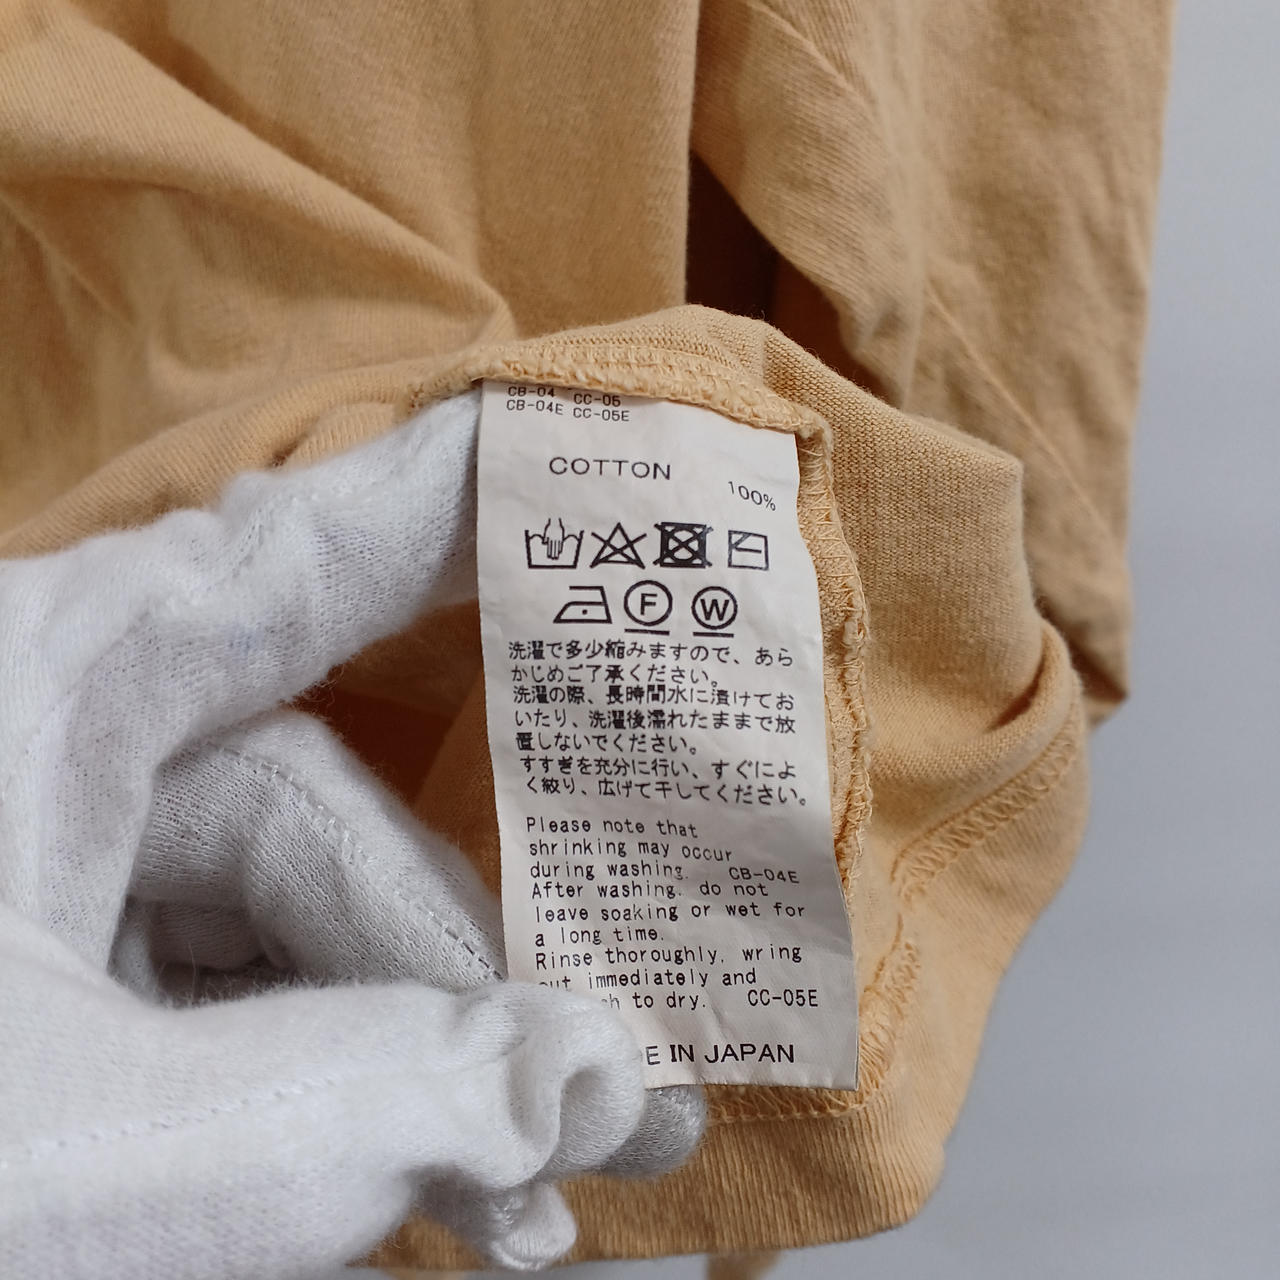 CB-04 CC-05
CB-04E CC-05E
COTTON 100%
F W
洗濯で多少縮みますので、あら
かじめご了承ください。
洗濯の際、長時間水に漬けてお
いたり、洗濯後濡れたままで放
置しないでください。
すすぎを充分に行い、すぐによ
く絞り、広げて干してください。
Please note that
shrinking may occur
during washing. CB-04E
After washing. do not
leave soaking or wet for
a long time.
Rinse thoroughly, wring
immediately and
to dry. CC-05E
IN JAPAN